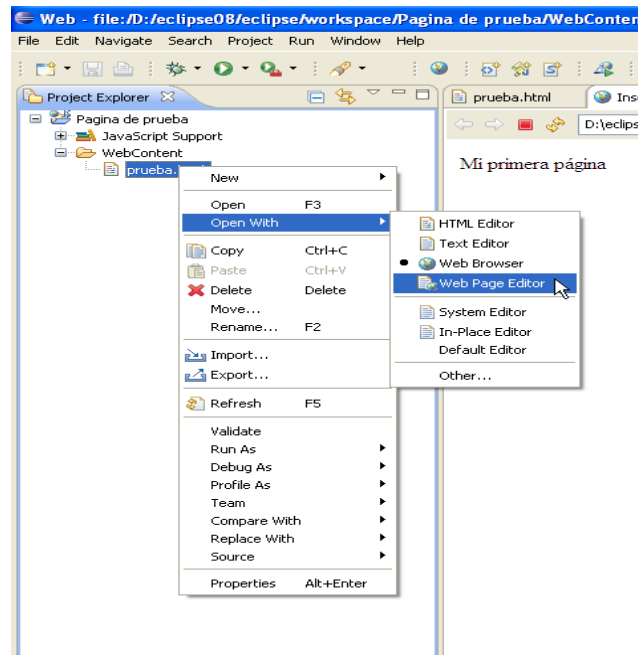 Web - file:/D:/eclipse08/eclipse/workspace/Pagina de prueba/WebConten
File Edit Navigate Search Project Run Window Help
Project Explorer
prueba.html
Ins
Pagina de prueba
JavaScript Support
WebContent
prueba.
D:\eclips
Mi primera página
New
Open F3
Open With
Copy Ctrl+C
Paste Ctrl+V
Delete Delete
Move...
Rename... F2
Import...
Export...
Refresh F5
Validate
Run As
Debug As
Profile As
Team
Compare With
Replace With
Source
Properties Alt+Enter
HTML Editor
Text Editor
Web Browser
Web Page Editor
System Editor
In-Place Editor
Default Editor
Other...